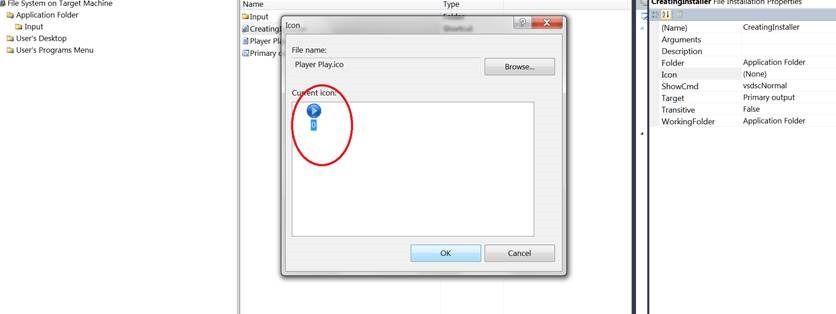 File System on Target Machine
Application Folder
Input
User's Desktop
User's Programs Menu
Name
Type
Input
Folder
CreatingInstaller
Shortcut
Player Play
Primary
Icon
File name:
Player Play.ico
Browse...
Current icon:
0
OK
Cancel
CreatingInstaller File Installation Properties
(Name) CreatingInstaller
Arguments
Description
Folder Application Folder
Icon (None)
ShowCmd vsdscNormal
Target Primary output
Transitive False
WorkingFolder Application Folder